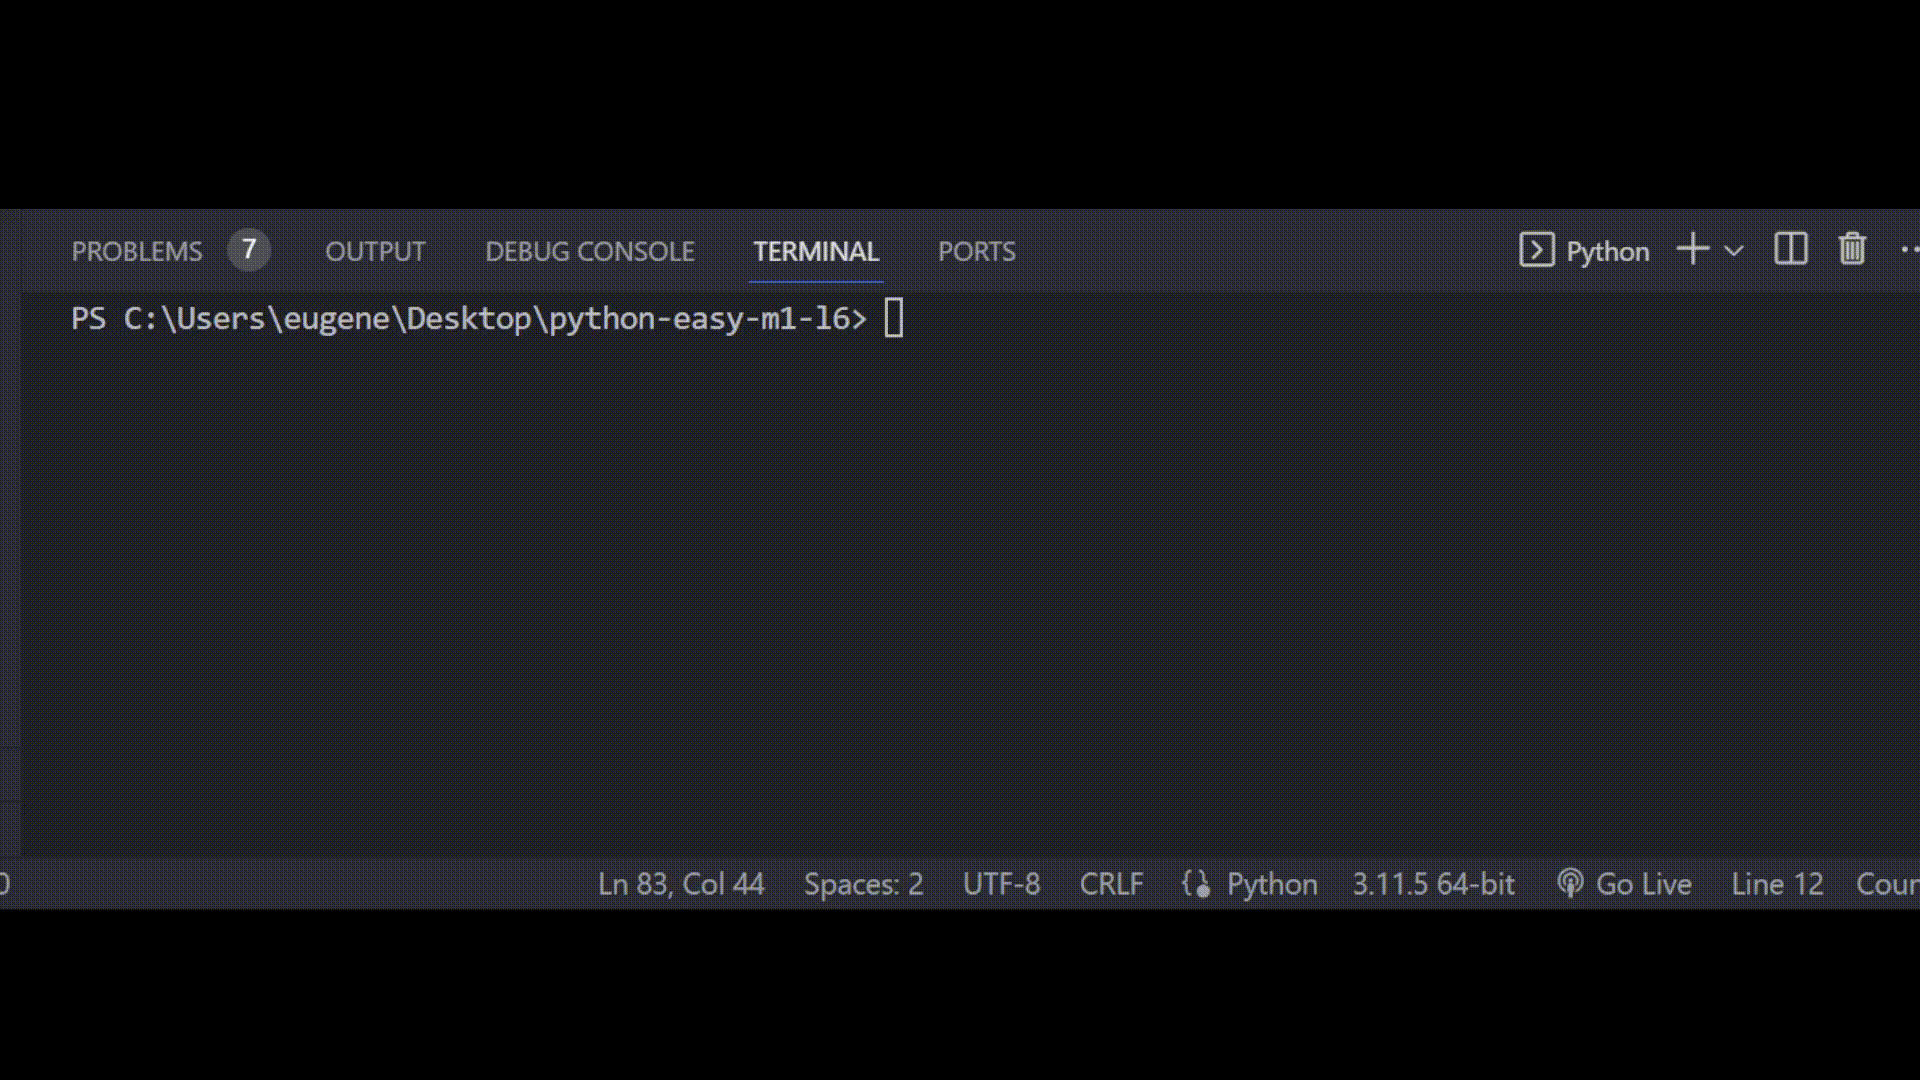 PROBLEMS 7 OUTPUT DEBUG CONSOLE TERMINAL PORTS Python
PS C:\Users\eugene\Desktop\python-easy-m1-l6>
Ln 83, Col 44 Spaces: 2 UTF-8 CRLF Python 3.11.5 64-bit Go Live Line 12 Coun